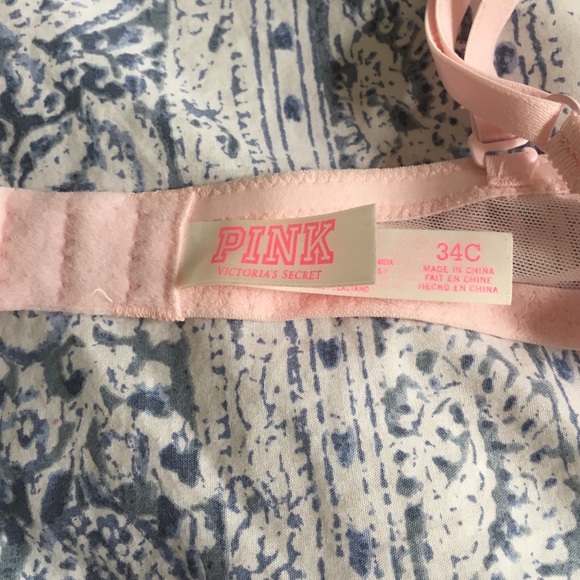 PINK
VICTORIA'S SECRET
34C
MADE IN CHINA
FAIT EN CHINE
HECHO EN CHINA